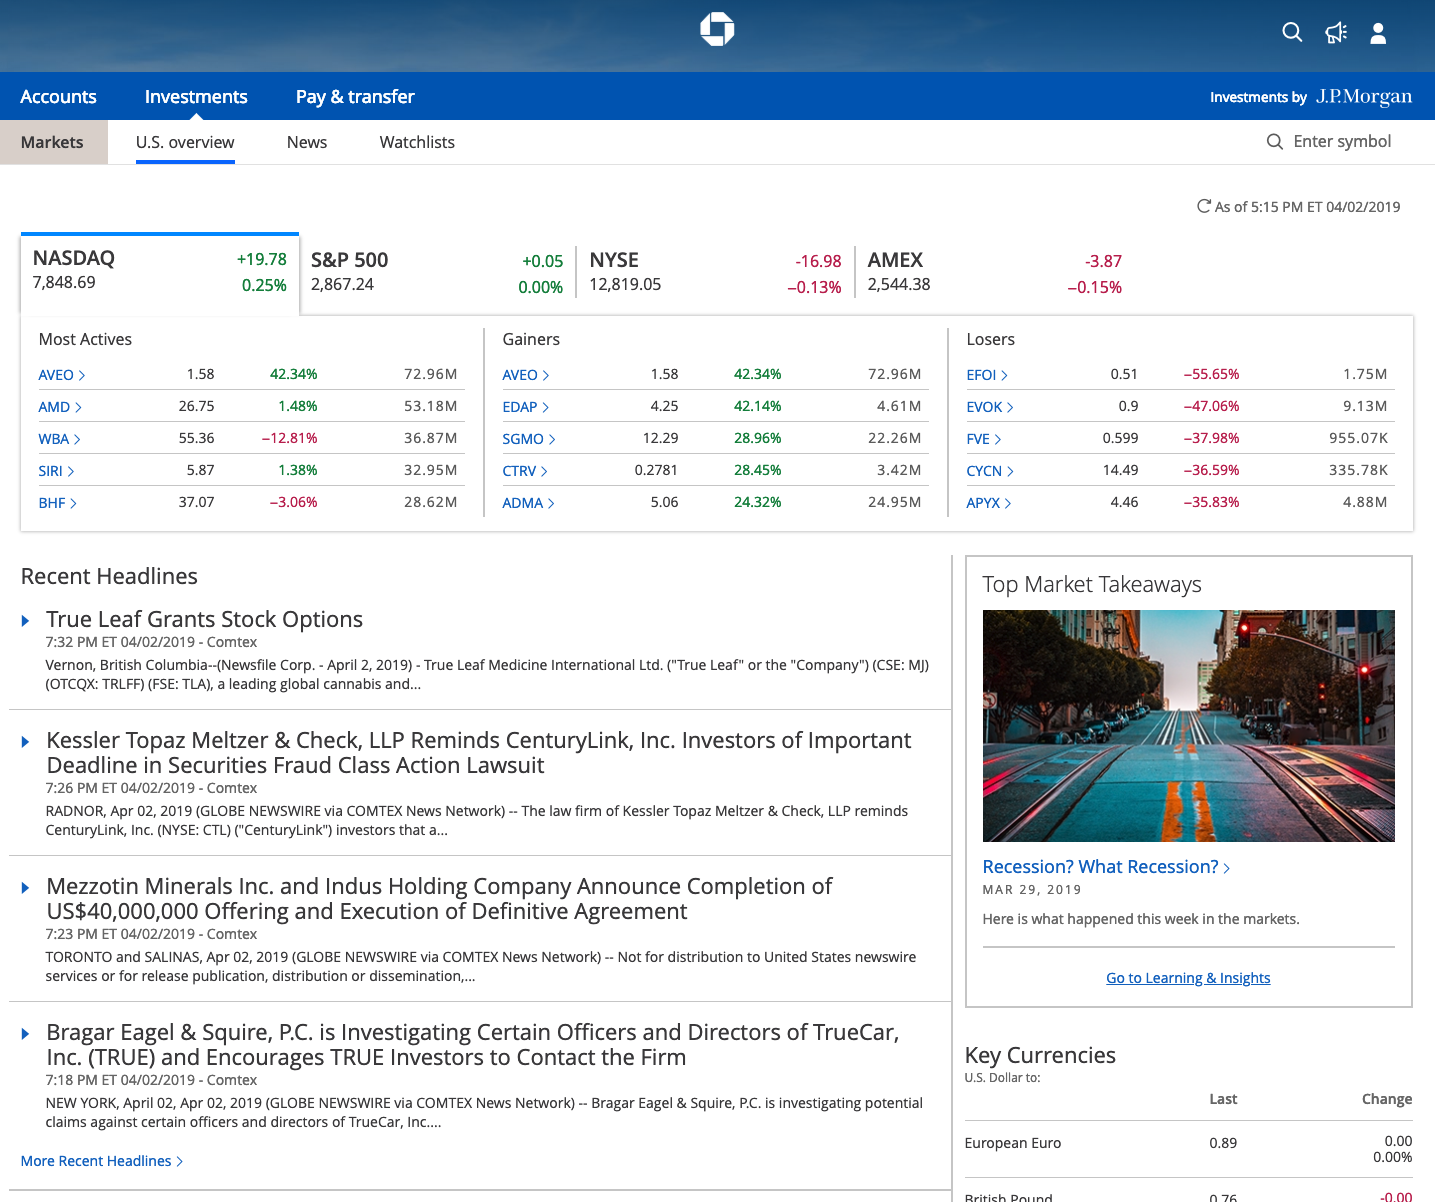 Accounts Investments Pay & transfer Investments by J.P.Morgan
Markets U.S. overview News Watchlists Enter symbol
As of 5:15 PM ET 04/02/2019
NASDAQ +19.78 S&P 500 +0.05 NYSE -16.98 AMEX -3.87
7,848.69 0.25% 2,867.24 0.00% 12,819.05 –0.13% 2,544.38 –0.15%
Most Actives
AVEO 1.58 42.34% 72.96M
AMD 26.75 1.48% 53.18M
WBA 55.36 –12.81% 36.87M
SIRI 5.87 1.38% 32.95M
BHF 37.07 –3.06% 28.62M
Gainers
AVEO 1.58 42.34% 72.96M
EDAP 4.25 42.14% 4.61M
SGMO 12.29 28.96% 22.26M
CTRV 0.2781 28.45% 3.42M
ADMA 5.06 24.32% 24.95M
Losers
EFOI 0.51 –55.65% 1.75M
EVOK 0.9 –47.06% 9.13M
FVE 0.599 –37.98% 955.07K
CYCN 14.49 –36.59% 335.78K
APYX 4.46 –35.83% 4.88M
Recent Headlines
True Leaf Grants Stock Options
7:32 PM ET 04/02/2019 - Comtex
Vernon, British Columbia--(Newsfile Corp. - April 2, 2019) - True Leaf Medicine International Ltd. ("True Leaf" or the "Company") (CSE: MJ)
(OTCQX: TRLFF) (FSE: TLA), a leading global cannabis and...
Kessler Topaz Meltzer & Check, LLP Reminds CenturyLink, Inc. Investors of Important
Deadline in Securities Fraud Class Action Lawsuit
7:26 PM ET 04/02/2019 - Comtex
RADNOR, Apr 02, 2019 (GLOBE NEWSWIRE via COMTEX News Network) -- The law firm of Kessler Topaz Meltzer & Check, LLP reminds
CenturyLink, Inc. (NYSE: CTL) ("CenturyLink") investors that a...
Mezzotin Minerals Inc. and Indus Holding Company Announce Completion of
US$40,000,000 Offering and Execution of Definitive Agreement
7:23 PM ET 04/02/2019 - Comtex
TORONTO and SALINAS, Apr 02, 2019 (GLOBE NEWSWIRE via COMTEX News Network) -- Not for distribution to United States newswire
services or for release publication, distribution or dissemination,...
Bragar Eagel & Squire, P.C. is Investigating Certain Officers and Directors of TrueCar,
Inc. (TRUE) and Encourages TRUE Investors to Contact the Firm
7:18 PM ET 04/02/2019 - Comtex
NEW YORK, April 02, Apr 02, 2019 (GLOBE NEWSWIRE via COMTEX News Network) -- Bragar Eagel & Squire, P.C. is investigating potential
claims against certain officers and directors of TrueCar, Inc....
More Recent Headlines
Top Market Takeaways
Recession? What Recession?
MAR 29, 2019
Here is what happened this week in the markets.
Go to Learning & Insights
Key Currencies
U.S. Dollar to:
Last Change
European Euro 0.89 0.00
0.00%
British Pound 0.76 -0.00